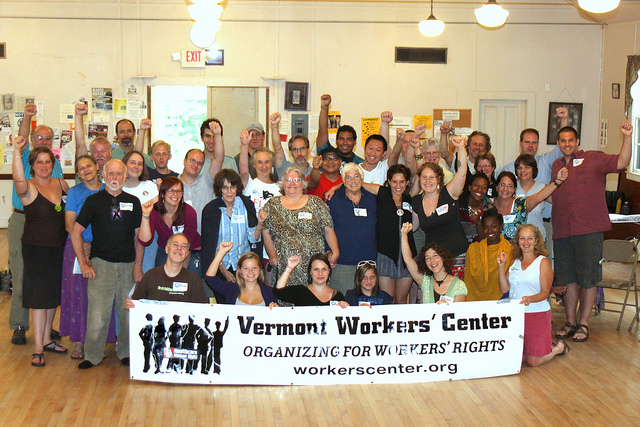 EXIT
Vermont Workers' Center
ORGANIZING FOR WORKERS' RIGHTS
workerscenter.org